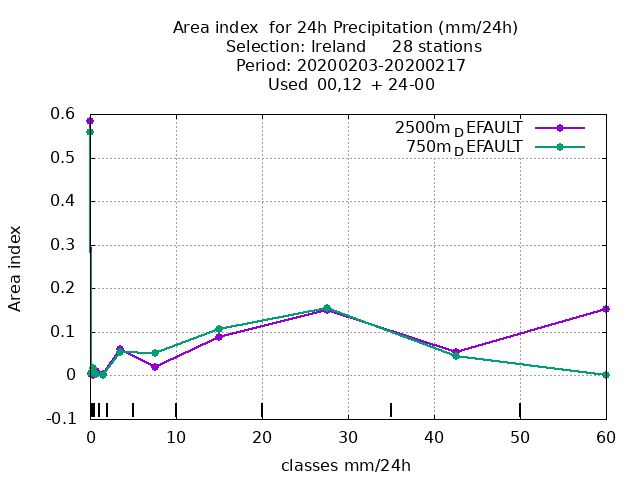 Area index for 24h Precipitation (mm/24h)
Selection: Ireland 28 stations
Period: 20200203-20200217
Used 00,12 + 24-00
2500m_DEFAULT
750m_DEFAULT
0.6
0.5
0.4
0.3
0.2
0.1
0
-0.1
Area index
0 10 20 30 40 50 60
classes mm/24h